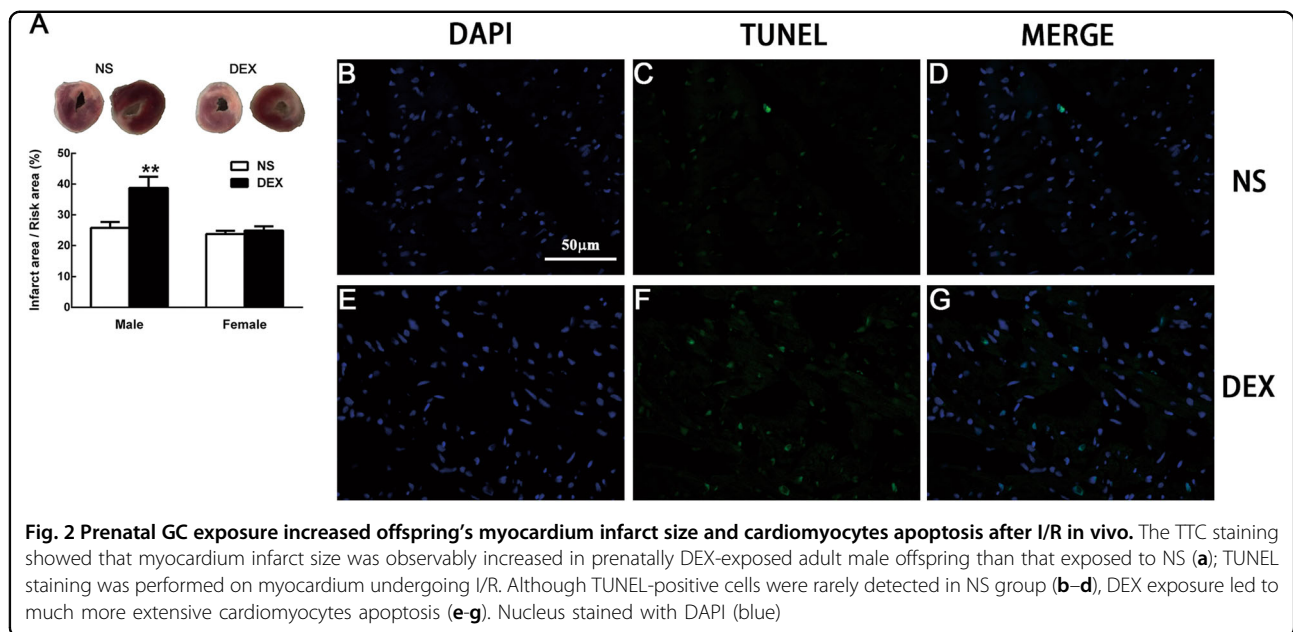 A
DAPI
TUNEL
MERGE
NS
DEX
Infarct area / Risk area (%)
50
40
30
20
10
0
**
NS
DEX
Male
Female
B
C
D
NS
50μm
E
F
G
DEX
Fig. 2 Prenatal GC exposure increased offspring's myocardium infarct size and cardiomyocytes apoptosis after I/R in vivo. The TTC staining
showed that myocardium infarct size was observably increased in prenatally DEX-exposed adult male offspring than that exposed to NS (a); TUNEL
staining was performed on myocardium undergoing I/R. Although TUNEL-positive cells were rarely detected in NS group (b–d), DEX exposure led to
much more extensive cardiomyocytes apoptosis (e-g). Nucleus stained with DAPI (blue)